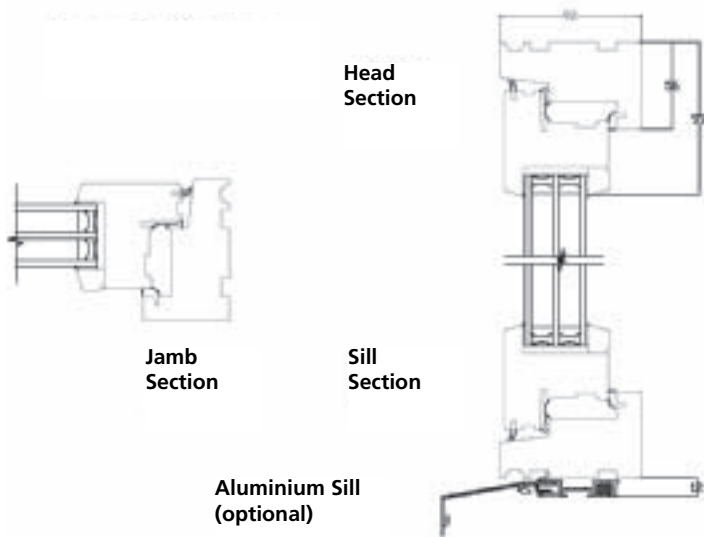 Head
Section
Jamb
Section
Sill
Section
Aluminium Sill
(optional)